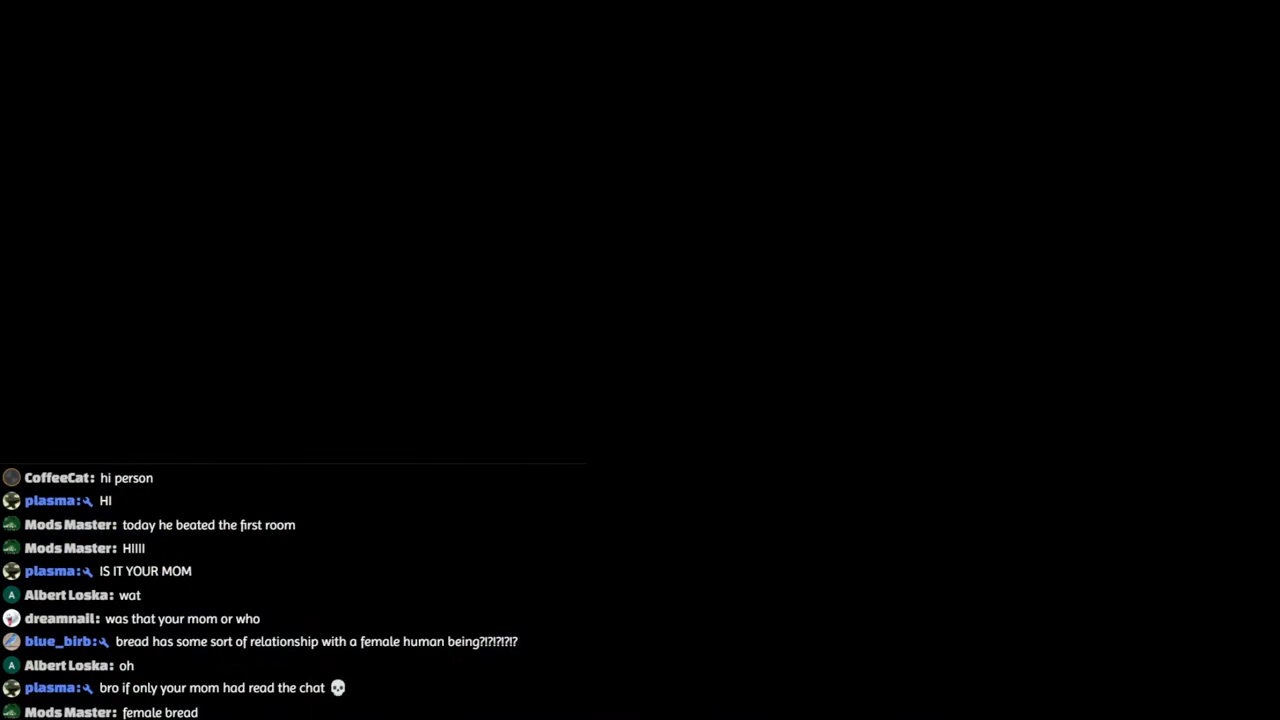 CoffeeCat: hi person
plasma: HI
Mods Master: today he beated the first room
Mods Master: HIIII
plasma: IS IT YOUR MOM
A Albert Loska: wat
dreamnail: was that your mom or who
blue_birb: bread has some sort of relationship with a female human being?!?!?!?!?
A Albert Loska: oh
plasma: bro if only your mom had read the chat 💀
Mods Master: female bread